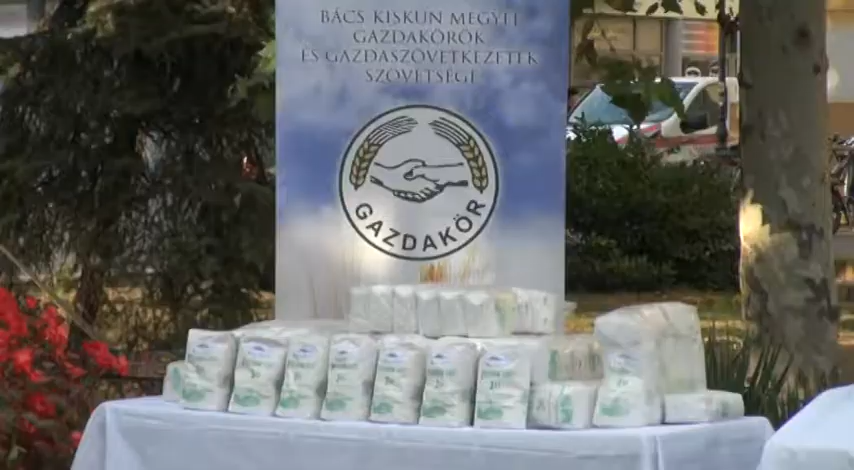 BÁCS KISKUN MEGYEI
GAZDAKÖRÖK
ÉS GAZDASZÖVETKEZETEK
SZÖVETSÉGE
GAZDAKÖR